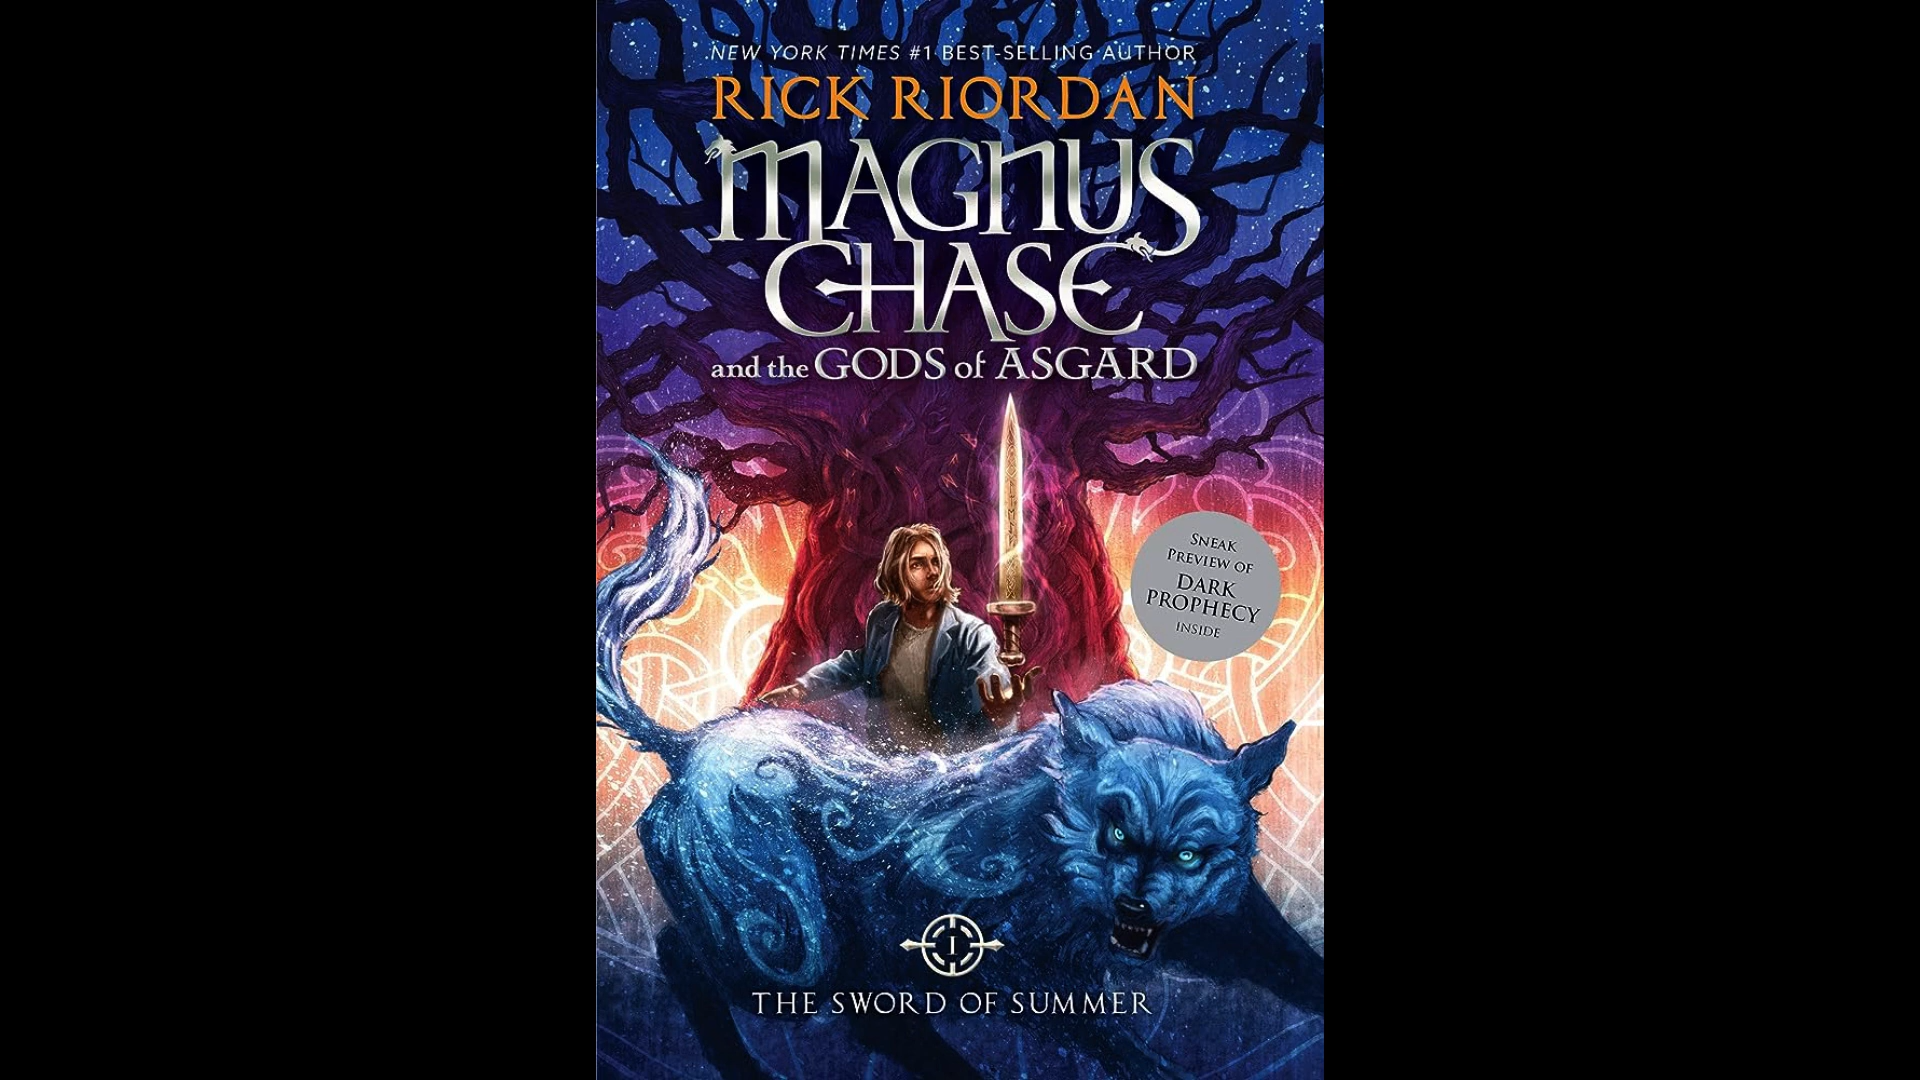 NEW YORK TIMES #1 BEST-SELLING AUTHOR
RICK RIORDAN
MAGNUS
CHASE
and the GODS of ASGARD
SNEAK
PREVIEW OF
DARK
PROPHECY
INSIDE
I
THE SWORD OF SUMMER